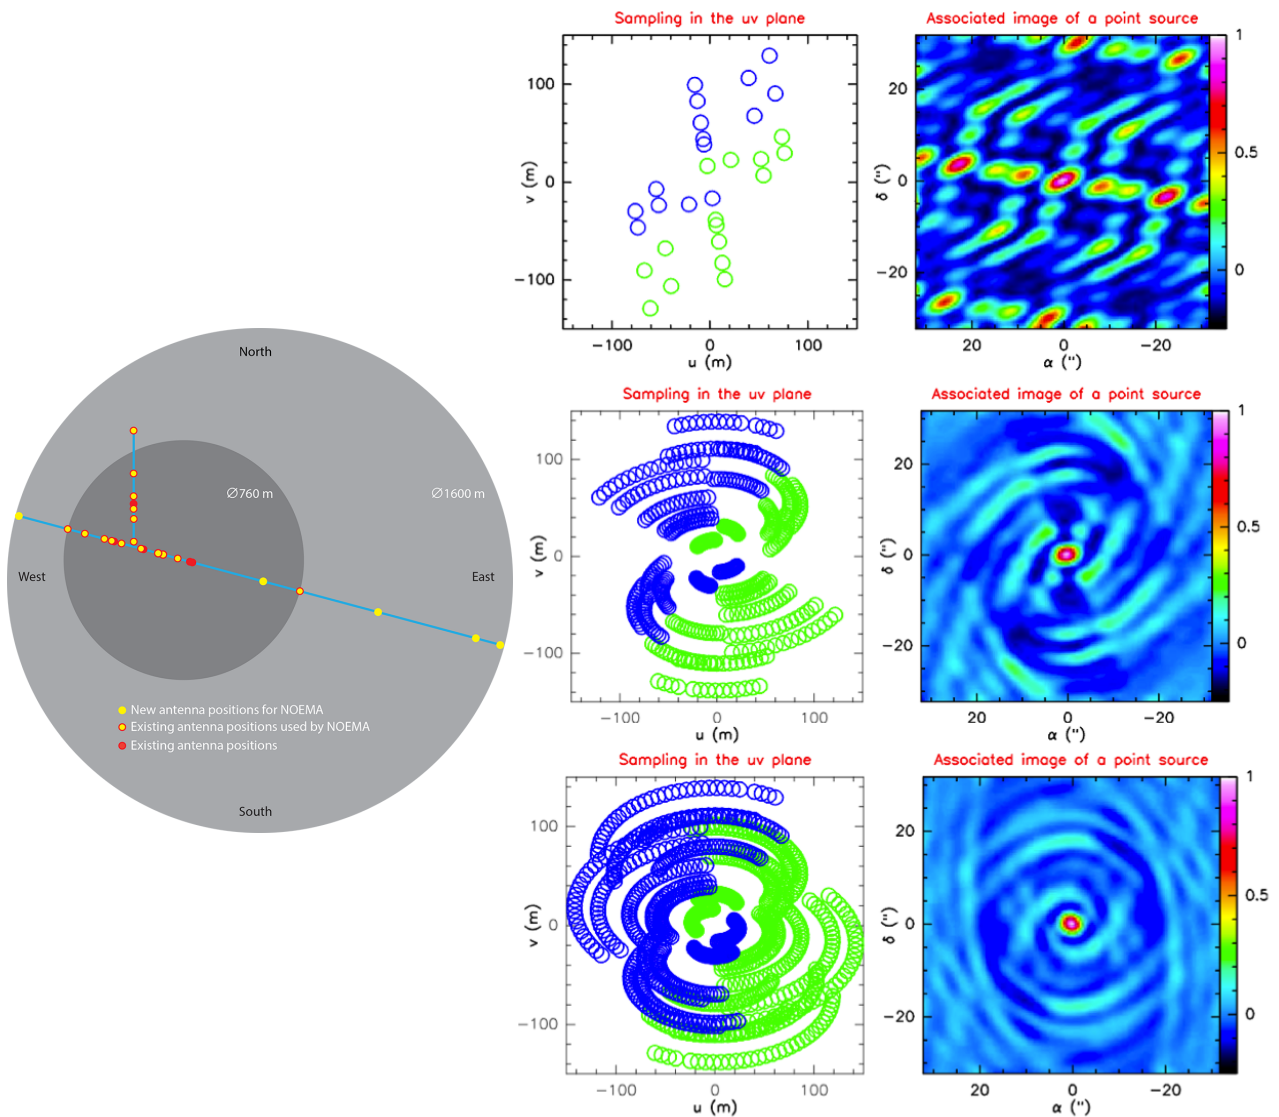 North
Ø760 m
Ø1600 m
West
East
New antenna positions for NOEMA
Existing antenna positions used by NOEMA
Existing antenna positions
South
Sampling in the uv plane
100
0
−100
v (m)
−100
0
100
u (m)
Associated image of a point source
20
0
−20
δ (")
20
0
−20
α (")
1
0.5
0
Sampling in the uv plane
100
0
−100
v (m)
−100
0
100
u (m)
Associated image of a point source
20
0
−20
δ (")
20
0
−20
α (")
1
0.5
0
Sampling in the uv plane
100
0
−100
v (m)
−100
0
100
u (m)
Associated image of a point source
20
0
−20
δ (")
20
0
−20
α (")
1
0.5
0